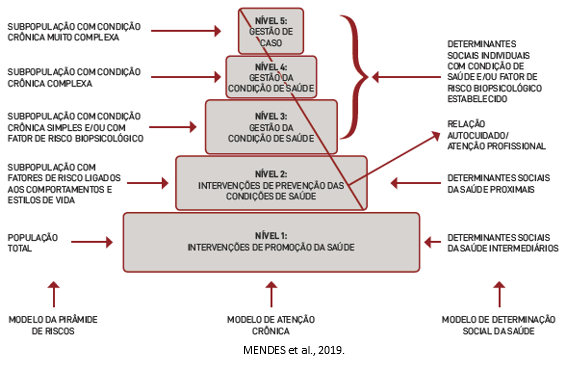 SUBPOPULAÇÃO COM CONDIÇÃO
CRÔNICA MUITO COMPLEXA
NÍVEL 5:
GESTÃO DE
CASO
SUBPOPULAÇÃO COM CONDIÇÃO
CRÔNICA COMPLEXA
NÍVEL 4:
GESTÃO DA
CONDIÇÃO DE SAÚDE
DETERMINANTES
SOCIAIS INDIVIDUAIS
COM CONDIÇÃO DE
SAÚDE E/OU FATOR DE
RISCO BIOPSICOLÓGICO
ESTABELECIDO
SUBPOPULAÇÃO COM CONDIÇÃO
CRÔNICA SIMPLES E/OU COM
FATOR DE RISCO BIOPSICOLÓGICO
NÍVEL 3:
GESTÃO DA
CONDIÇÃO DE SAÚDE
RELAÇÃO
AUTOCUIDADO/
ATENÇÃO PROFISSIONAL
SUBPOPULAÇÃO COM
FATORES DE RISCO LIGADOS
AOS COMPORTAMENTOS E
ESTILOS DE VIDA
NÍVEL 2:
INTERVENÇÕES DE PREVENÇÃO DAS
CONDIÇÕES DE SAÚDE
DETERMINANTES SOCIAIS
DA SAÚDE PROXIMAIS
POPULAÇÃO
TOTAL
NÍVEL 1:
INTERVENÇÕES DE PROMOÇÃO DA SAÚDE
DETERMINANTES SOCIAIS
DA SAÚDE INTERMEDIÁRIOS
MODELO DA PIRÂMIDE
DE RISCOS
MODELO DE ATENÇÃO
CRÔNICA
MODELO DE DETERMINAÇÃO
SOCIAL DA SAÚDE
MENDES et al., 2019.